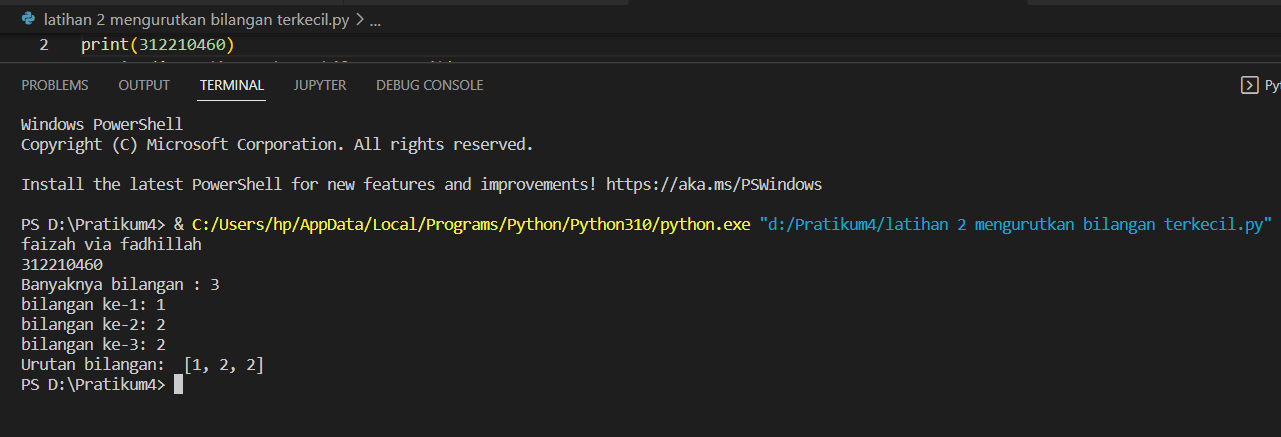 latihan 2 mengurutkan bilangan terkecil.py > ...
2 print(312210460)
PROBLEMS OUTPUT TERMINAL JUPYTER DEBUG CONSOLE
Windows PowerShell
Copyright (C) Microsoft Corporation. All rights reserved.
Install the latest PowerShell for new features and improvements! https://aka.ms/PSWindows
PS D:\Pratikum4> & C:/Users/hp/AppData/Local/Programs/Python/Python310/python.exe "d:/Pratikum4/latihan 2 mengurutkan bilangan terkecil.py"
faizah via fadhillah
312210460
Banyaknya bilangan : 3
bilangan ke-1: 1
bilangan ke-2: 2
bilangan ke-3: 2
Urutan bilangan:  [1, 2, 2]
PS D:\Pratikum4>